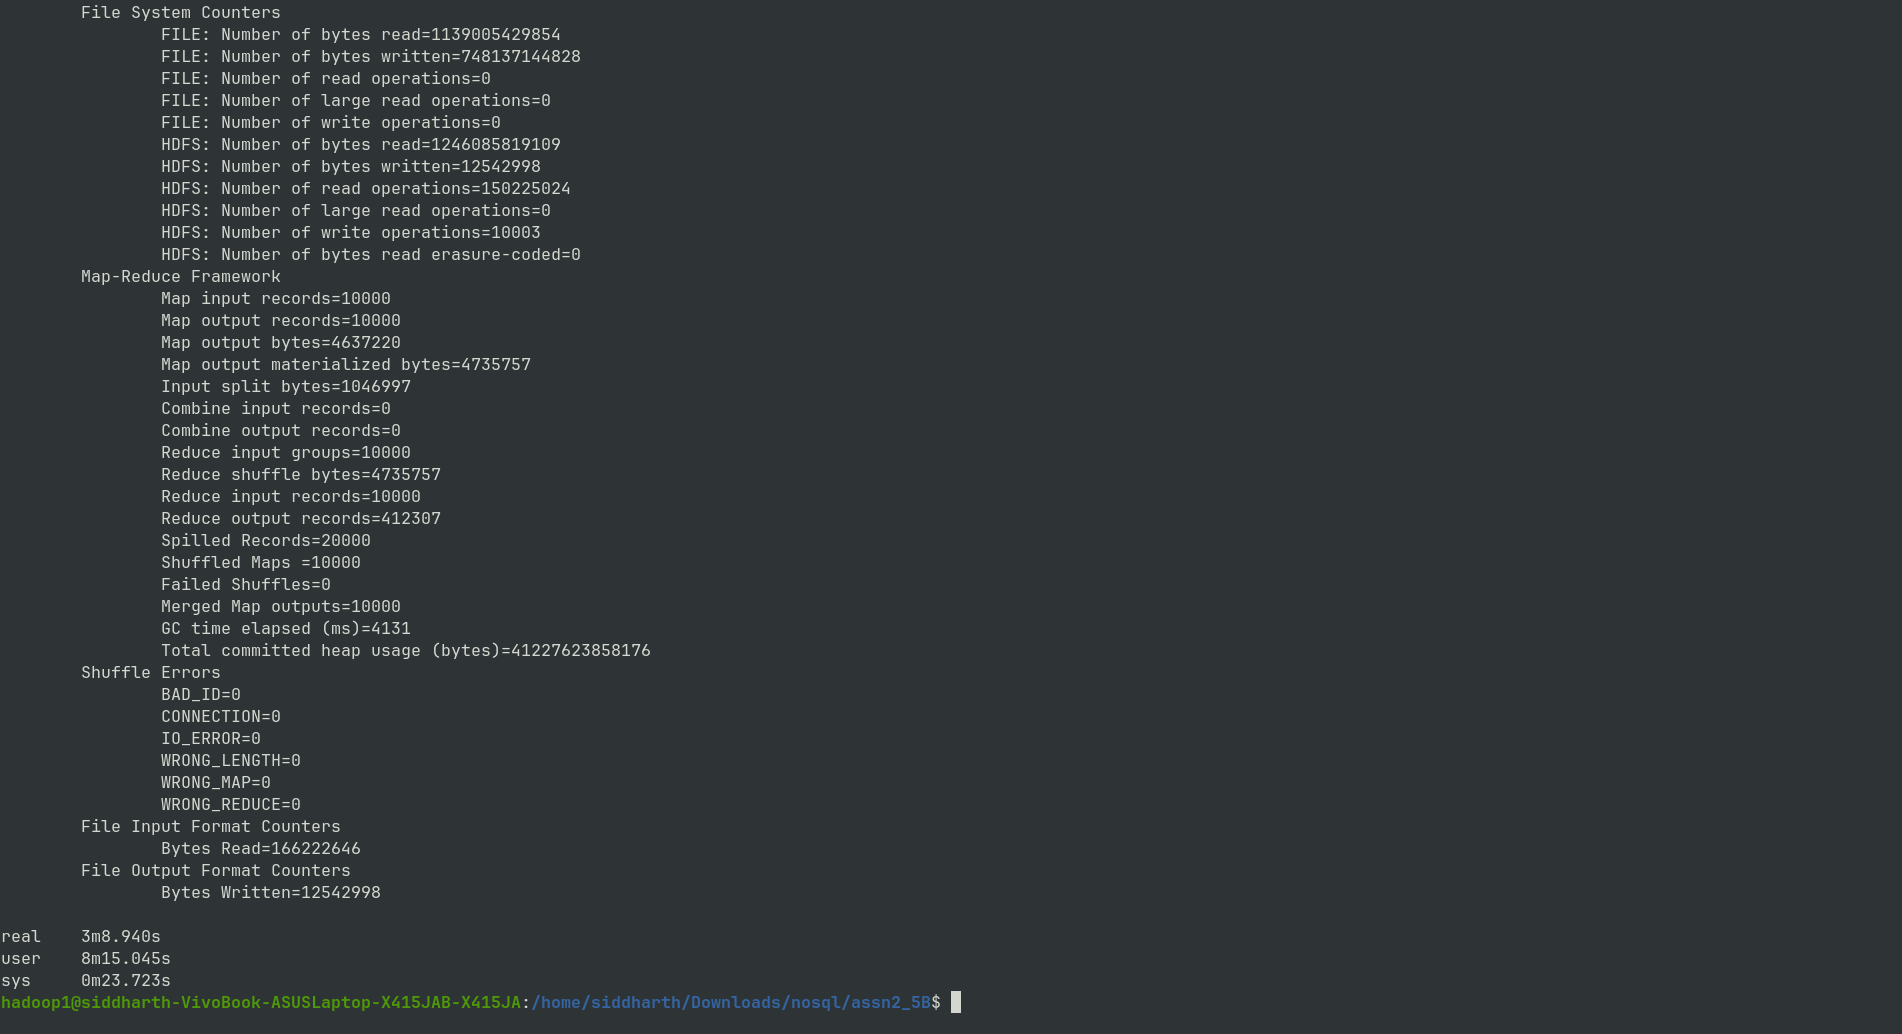 File System Counters
FILE: Number of bytes read=1139005429854
FILE: Number of bytes written=748137144828
FILE: Number of read operations=0
FILE: Number of large read operations=0
FILE: Number of write operations=0
HDFS: Number of bytes read=1246085819109
HDFS: Number of bytes written=12542998
HDFS: Number of read operations=150225024
HDFS: Number of large read operations=0
HDFS: Number of write operations=10003
HDFS: Number of bytes read erasure-coded=0
Map-Reduce Framework
Map input records=10000
Map output records=10000
Map output bytes=4637220
Map output materialized bytes=4735757
Input split bytes=1046997
Combine input records=0
Combine output records=0
Reduce input groups=10000
Reduce shuffle bytes=4735757
Reduce input records=10000
Reduce output records=412307
Spilled Records=20000
Shuffled Maps =10000
Failed Shuffles=0
Merged Map outputs=10000
GC time elapsed (ms)=4131
Total committed heap usage (bytes)=41227623858176
Shuffle Errors
BAD_ID=0
CONNECTION=0
IO_ERROR=0
WRONG_LENGTH=0
WRONG_MAP=0
WRONG_REDUCE=0
File Input Format Counters
Bytes Read=166222646
File Output Format Counters
Bytes Written=12542998
real 3m8.940s
user 8m15.045s
sys 0m23.723s
hadoop1@siddharth-VivoBook-ASUSLaptop-X415JAB-X415JA:/home/siddharth/Downloads/nosql/assn2_5B$